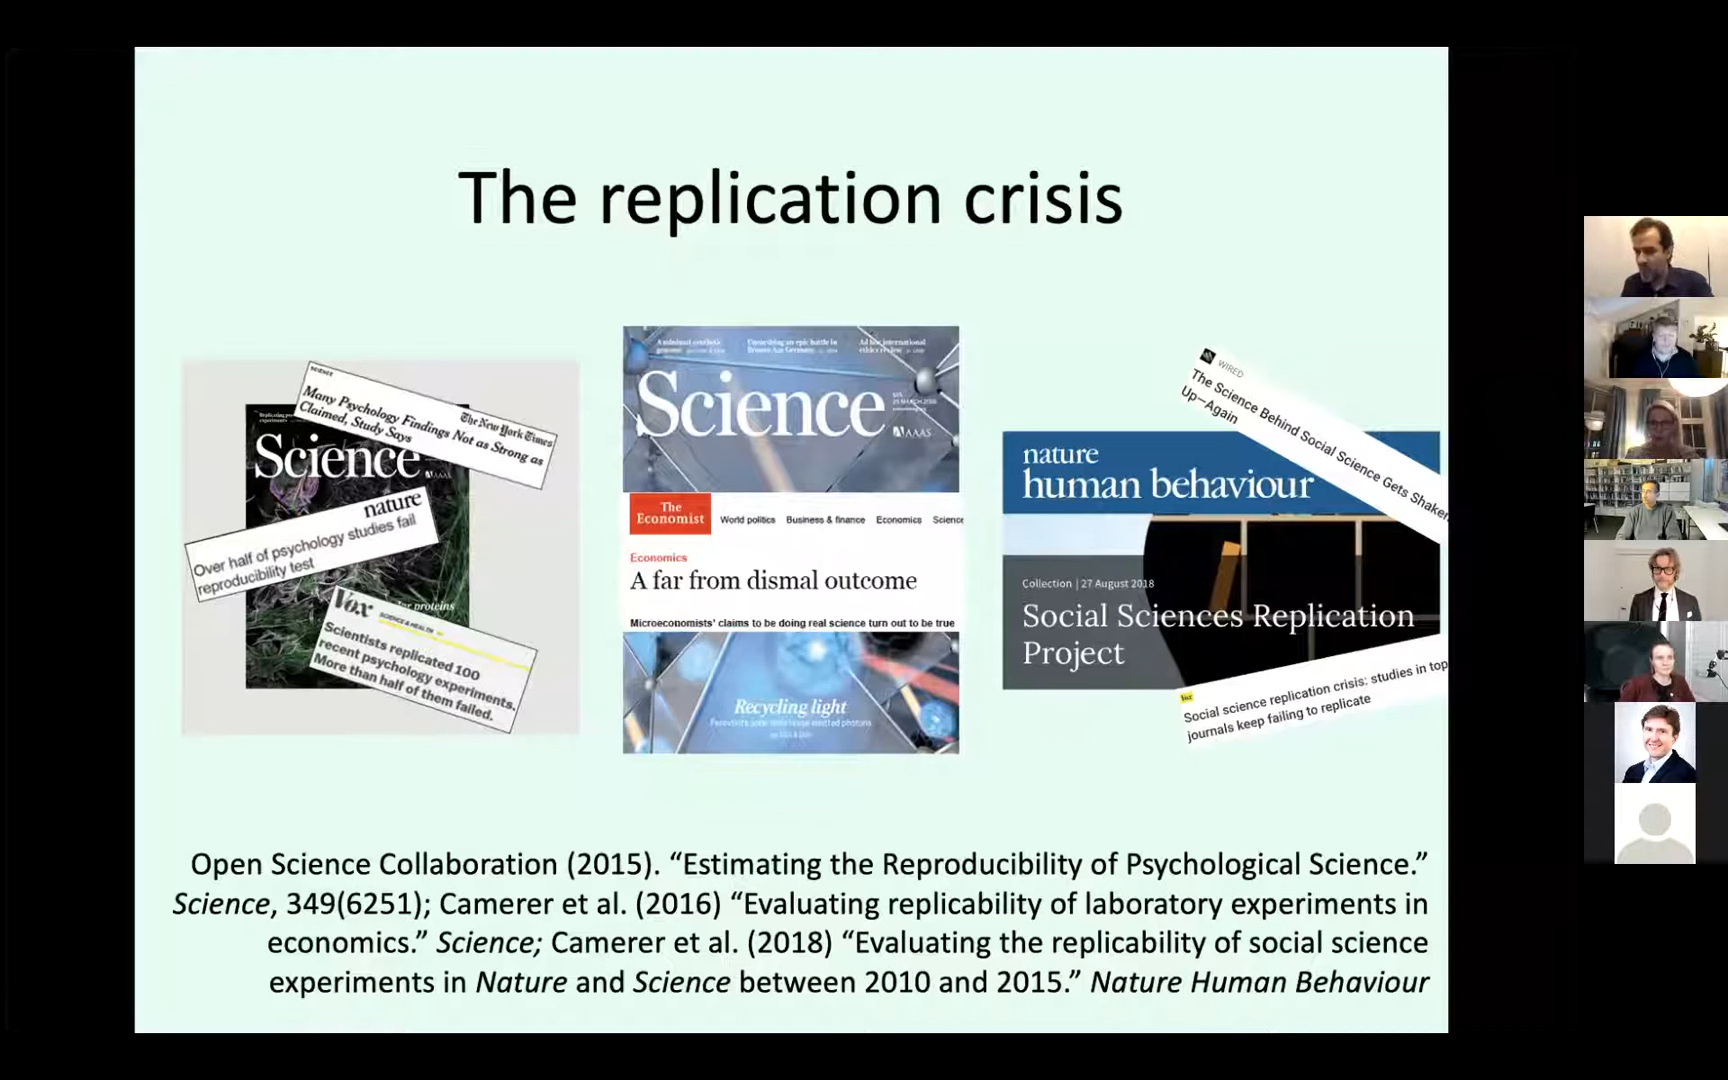 The replication crisis
SCIENCE
The New York Times
Many Psychology Findings Not as Strong as
Claimed, Study Says
Science
AAAS
nature
Over half of psychology studies fail
reproducibility test
proteins
Vox
SCIENCE & HEALTH
Scientists replicated 100
recent psychology experiments.
More than half of them failed.
Science
AAAS
The
Economist
World politics Business & finance Economics Science
Economics
A far from dismal outcome
Microeconomists' claims to be doing real science turn out to be true
Recycling light
WIRED
The Science Behind Social Science Gets Shaken
Up—Again
nature
human behaviour
Collection | 27 August 2018
Social Sciences Replication
Project
Vox
Social science replication crisis: studies in top
journals keep failing to replicate
Open Science Collaboration (2015). “Estimating the Reproducibility of Psychological Science.”
Science, 349(6251); Camerer et al. (2016) “Evaluating replicability of laboratory experiments in
economics.” Science; Camerer et al. (2018) “Evaluating the replicability of social science
experiments in Nature and Science between 2010 and 2015.” Nature Human Behaviour